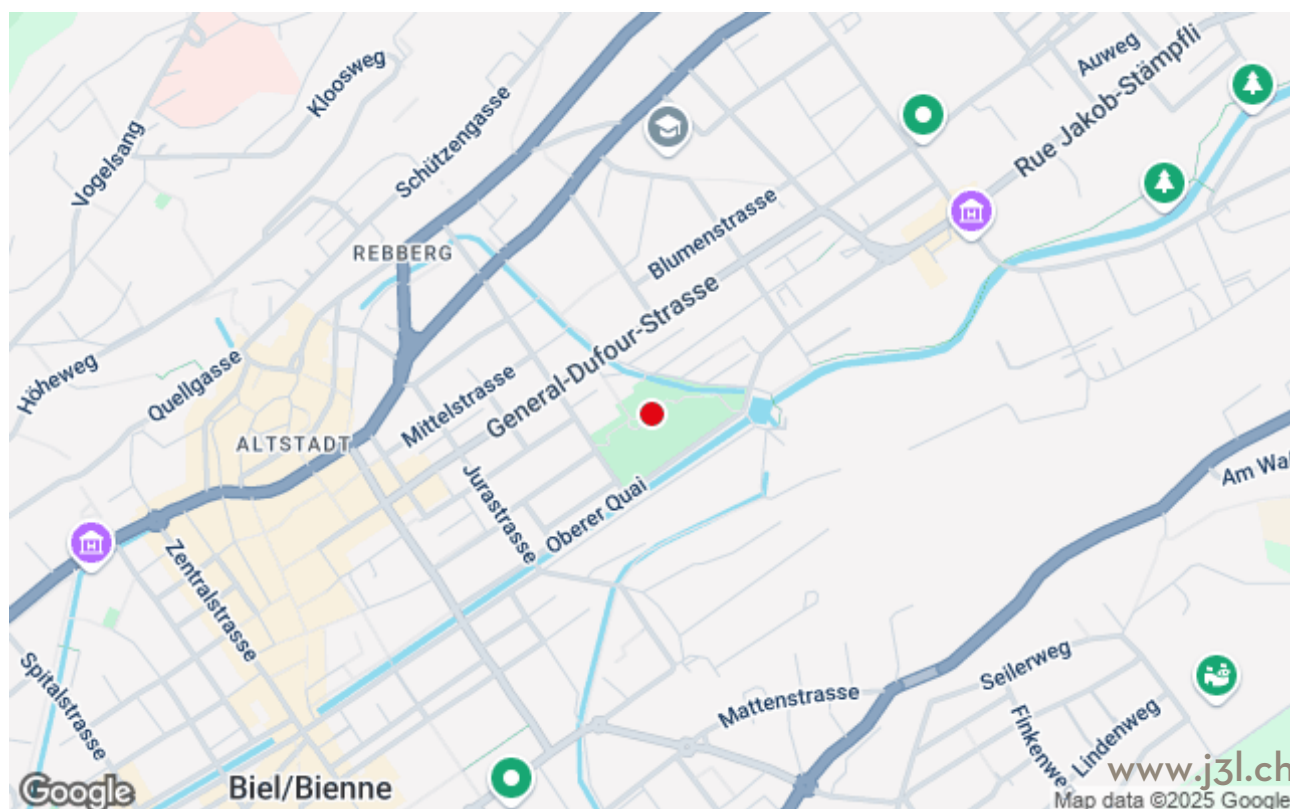 Auweg
Kloosweg
Rue Jakob-Stämpfli
Schützengasse
Vogelsang
Blumenstrasse
REBBERG
General-Dufour-Strasse
Höheweg
Quellgasse
Mittelstrasse
ALTSTADT
Am Wa
Jurastrasse
Oberer Quai
Zentralstrasse
Seilerweg
Spitalstrasse
Mattenstrasse
Finkenwe
Lindenweg
www.j3l.ch
Google
Biel/Bienne
Map data ©2025 Google